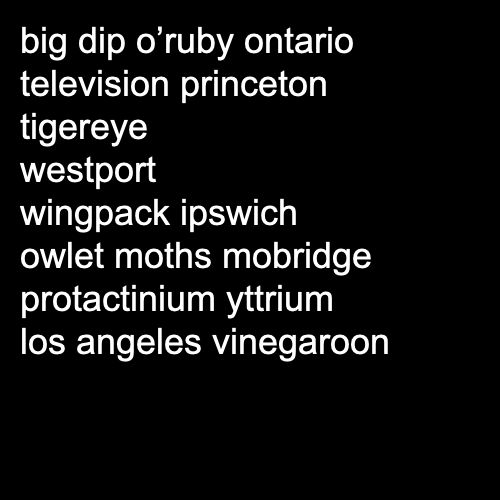 big dip o’ruby ontario
television princeton
tigereye
westport
wingpack ipswich
owlet moths mobridge
protactinium yttrium
los angeles vinegaroon